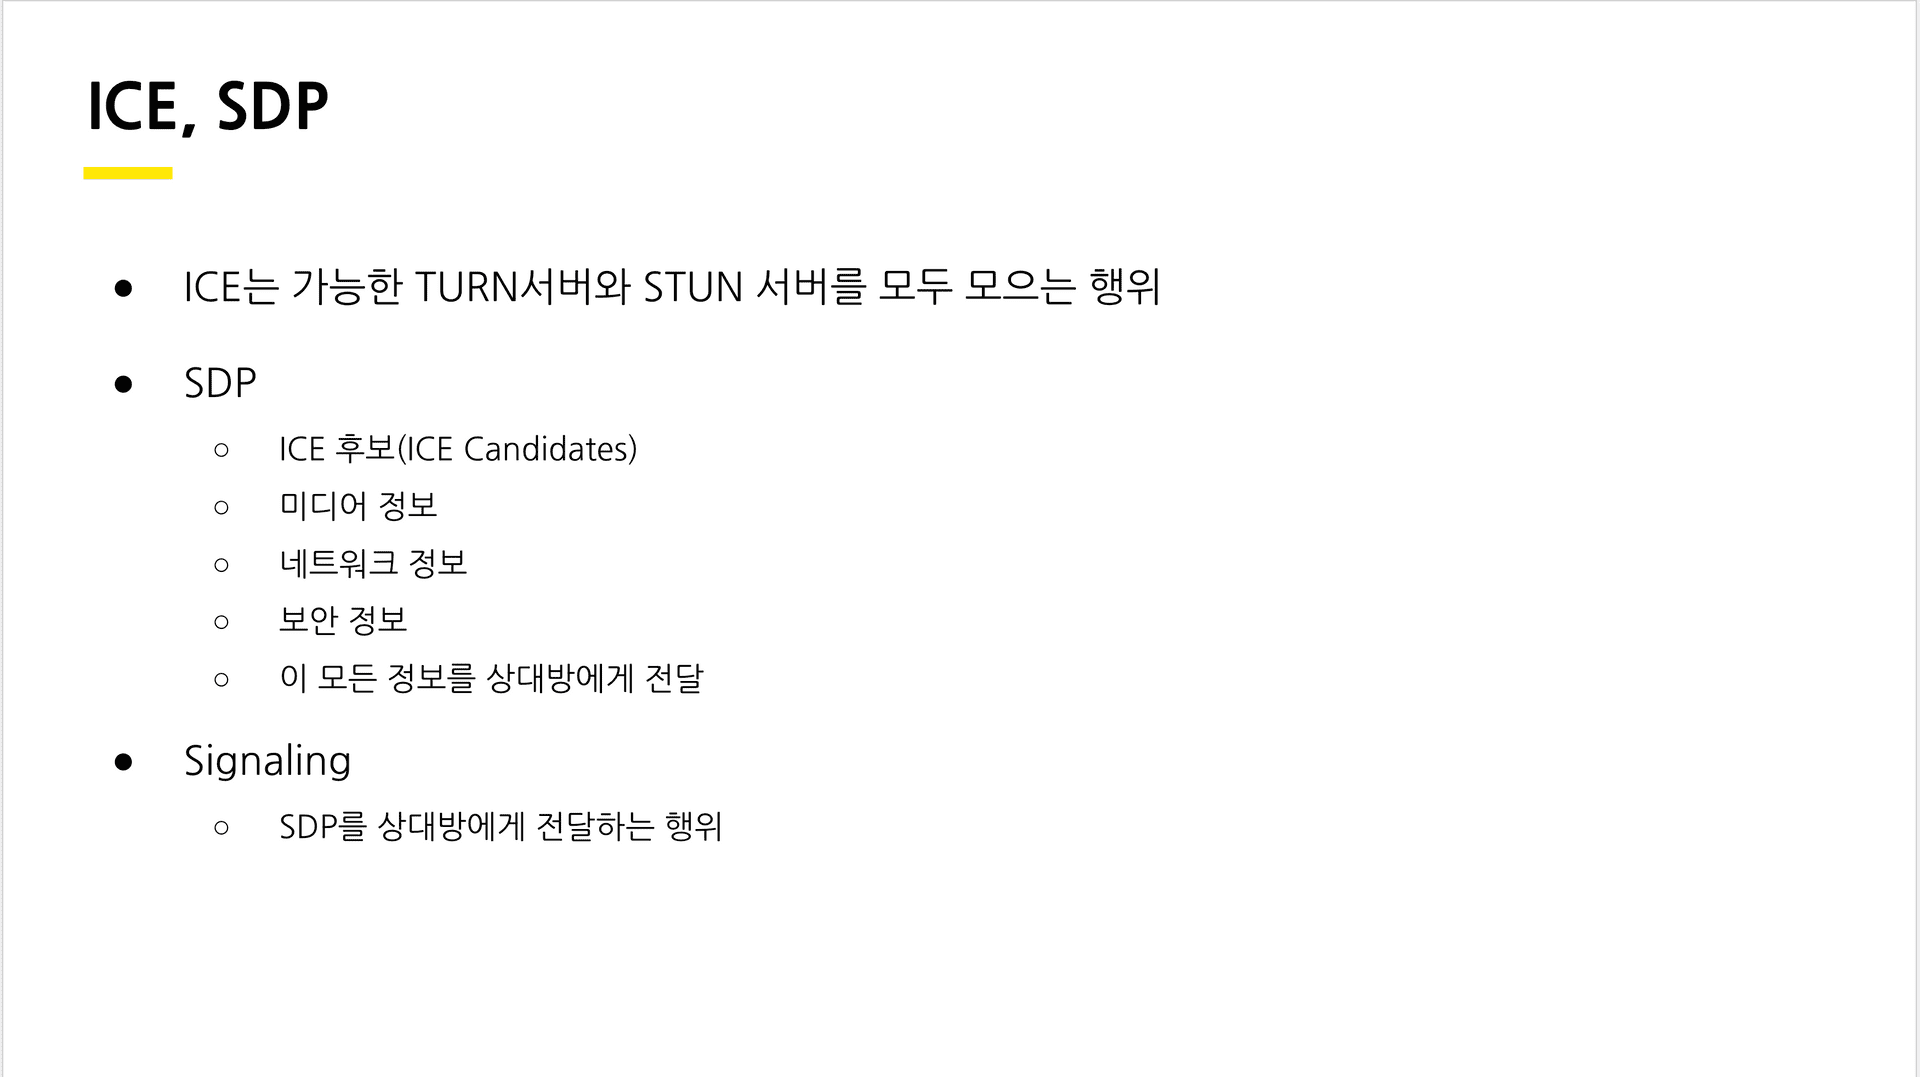 ICE, SDP
● ICE는 가능한 TURN서버와 STUN 서버를 모두 모으는 행위
● SDP
○ ICE 후보(ICE Candidates)
○ 미디어 정보
○ 네트워크 정보
○ 보안 정보
○ 이 모든 정보를 상대방에게 전달
● Signaling
○ SDP를 상대방에게 전달하는 행위